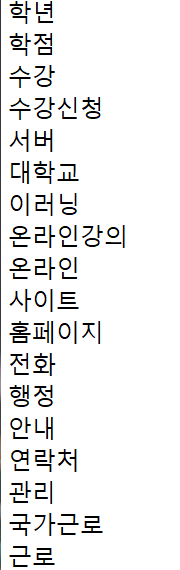 학년
학점
수강
수강신청
서버
대학교
이러닝
온라인강의
온라인
사이트
홈페이지
전화
행정
안내
연락처
관리
국가근로
근로